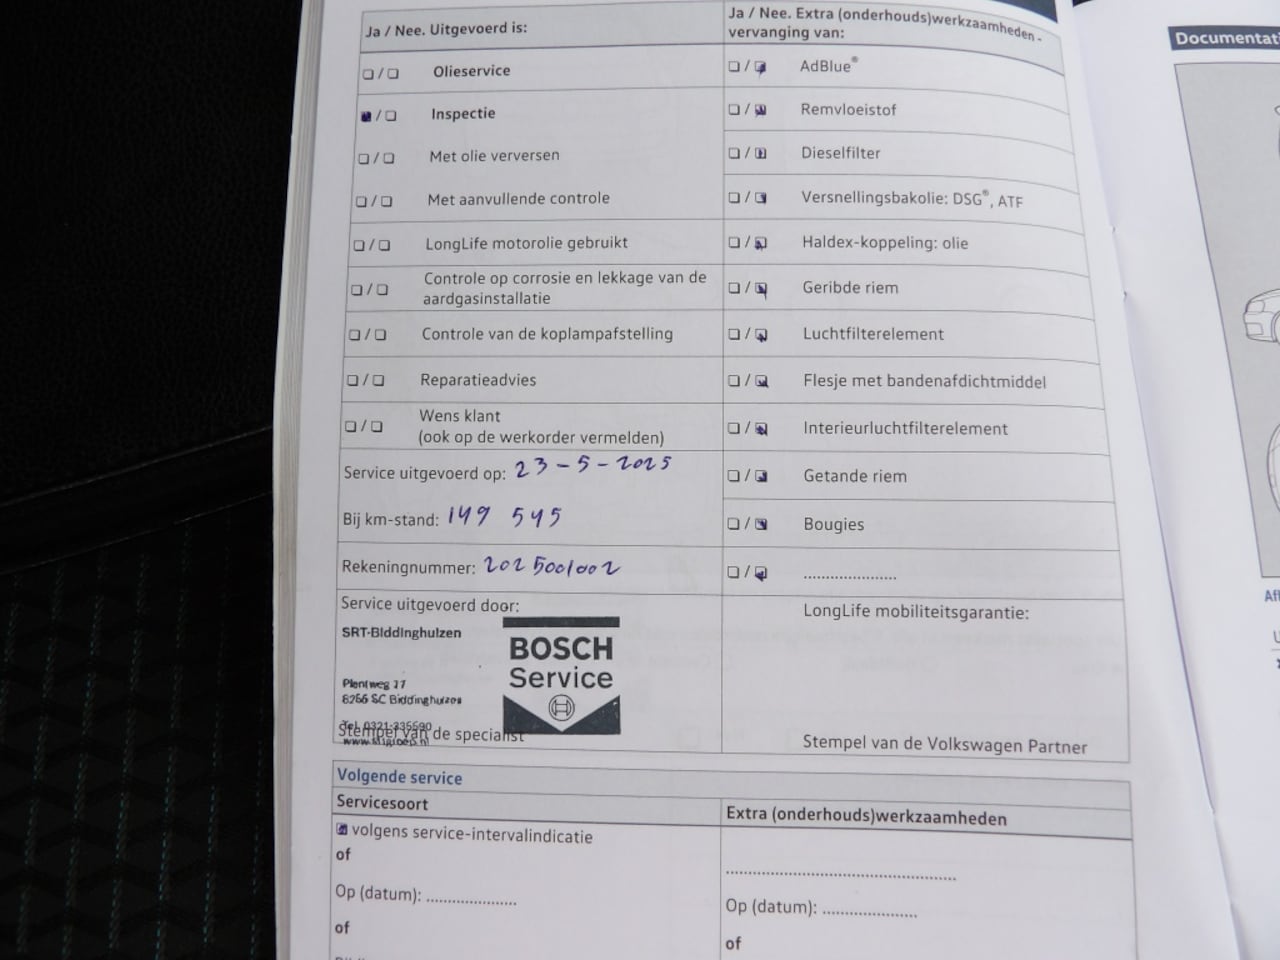 Ja / Nee. Uitgevoerd is:
❏ / ❏ Olieservice
■ / ❏ Inspectie
❏ / ❏ Met olie verversen
❏ / ❏ Met aanvullende controle
❏ / ❏ LongLife motorolie gebruikt
❏ / ❏ Controle op corrosie en lekkage van de
aardgasinstallatie
❏ / ❏ Controle van de koplampafstelling
❏ / ❏ Reparatieadvies
❏ / ❏ Wens klant
(ook op de werkorder vermelden)
Service uitgevoerd op: 23-5-2025
Bij km-stand: 149 545
Rekeningnummer: 202500/002
Service uitgevoerd door:
SRT-Biddinghuizen
BOSCH
Service
8256 SC Biddinghuizen
Tel. 0321-335590
Stempel van de specialist
Ja / Nee. Extra (onderhouds)werkzaamheden -
vervanging van:
❏ / ■ AdBlue®
❏ / ■ Remvloeistof
❏ / ■ Dieselfilter
❏ / ■ Versnellingsbakolie: DSG®, ATF
❏ / ■ Haldex-koppeling: olie
❏ / ■ Geribde riem
❏ / ■ Luchtfilterelement
❏ / ■ Flesje met bandenafdichtmiddel
❏ / ■ Interieurluchtfilterelement
❏ / ■ Getande riem
❏ / ■ Bougies
❏ / ■ .....................
LongLife mobiliteitsgarantie:
Stempel van de Volkswagen Partner
Volgende service
Servicesoort
■ volgens service-intervalindicatie
of
Op (datum): .....................
of
Extra (onderhouds)werkzaamheden
.....................................................
Op (datum): .....................
of